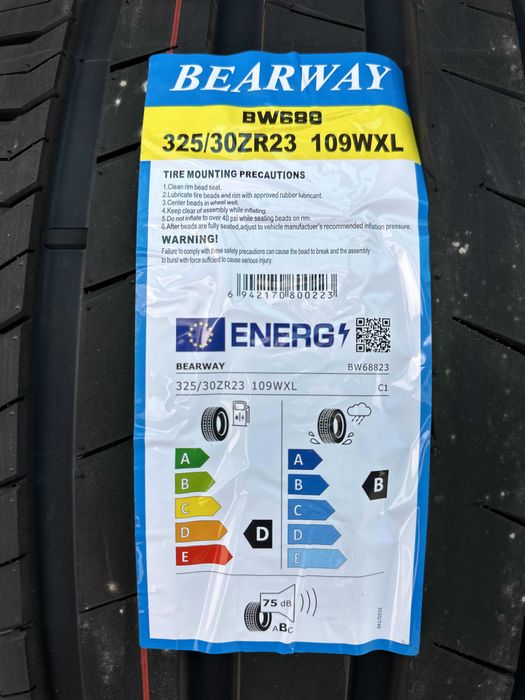 BEARWAY
BW688
325/30ZR23 109WXL
TIRE MOUNTING PRECAUTIONS
1.Clean rim bead seat.
2.Lubricate tire beads and rim with approved rubber lubricant.
3.Center beads in wheel well.
4.Keep clear of assembly while inflating.
5.Do not inflate to over 40 psi while sealing beads on rim.
6.After beads are fully seated,adjust to vehicle manufactuer's recommended inflation pressure.
WARNING!
Failure to comply with these safety precautions can cause the bead to break and the assembly
to burst with force sufficient to cause serious injury.
6 942170 800223
ENERG
BEARWAY BW68823
325/30ZR23 109WXL C1
A A
B B B
C C
D D D
E E
75 dB
ABC